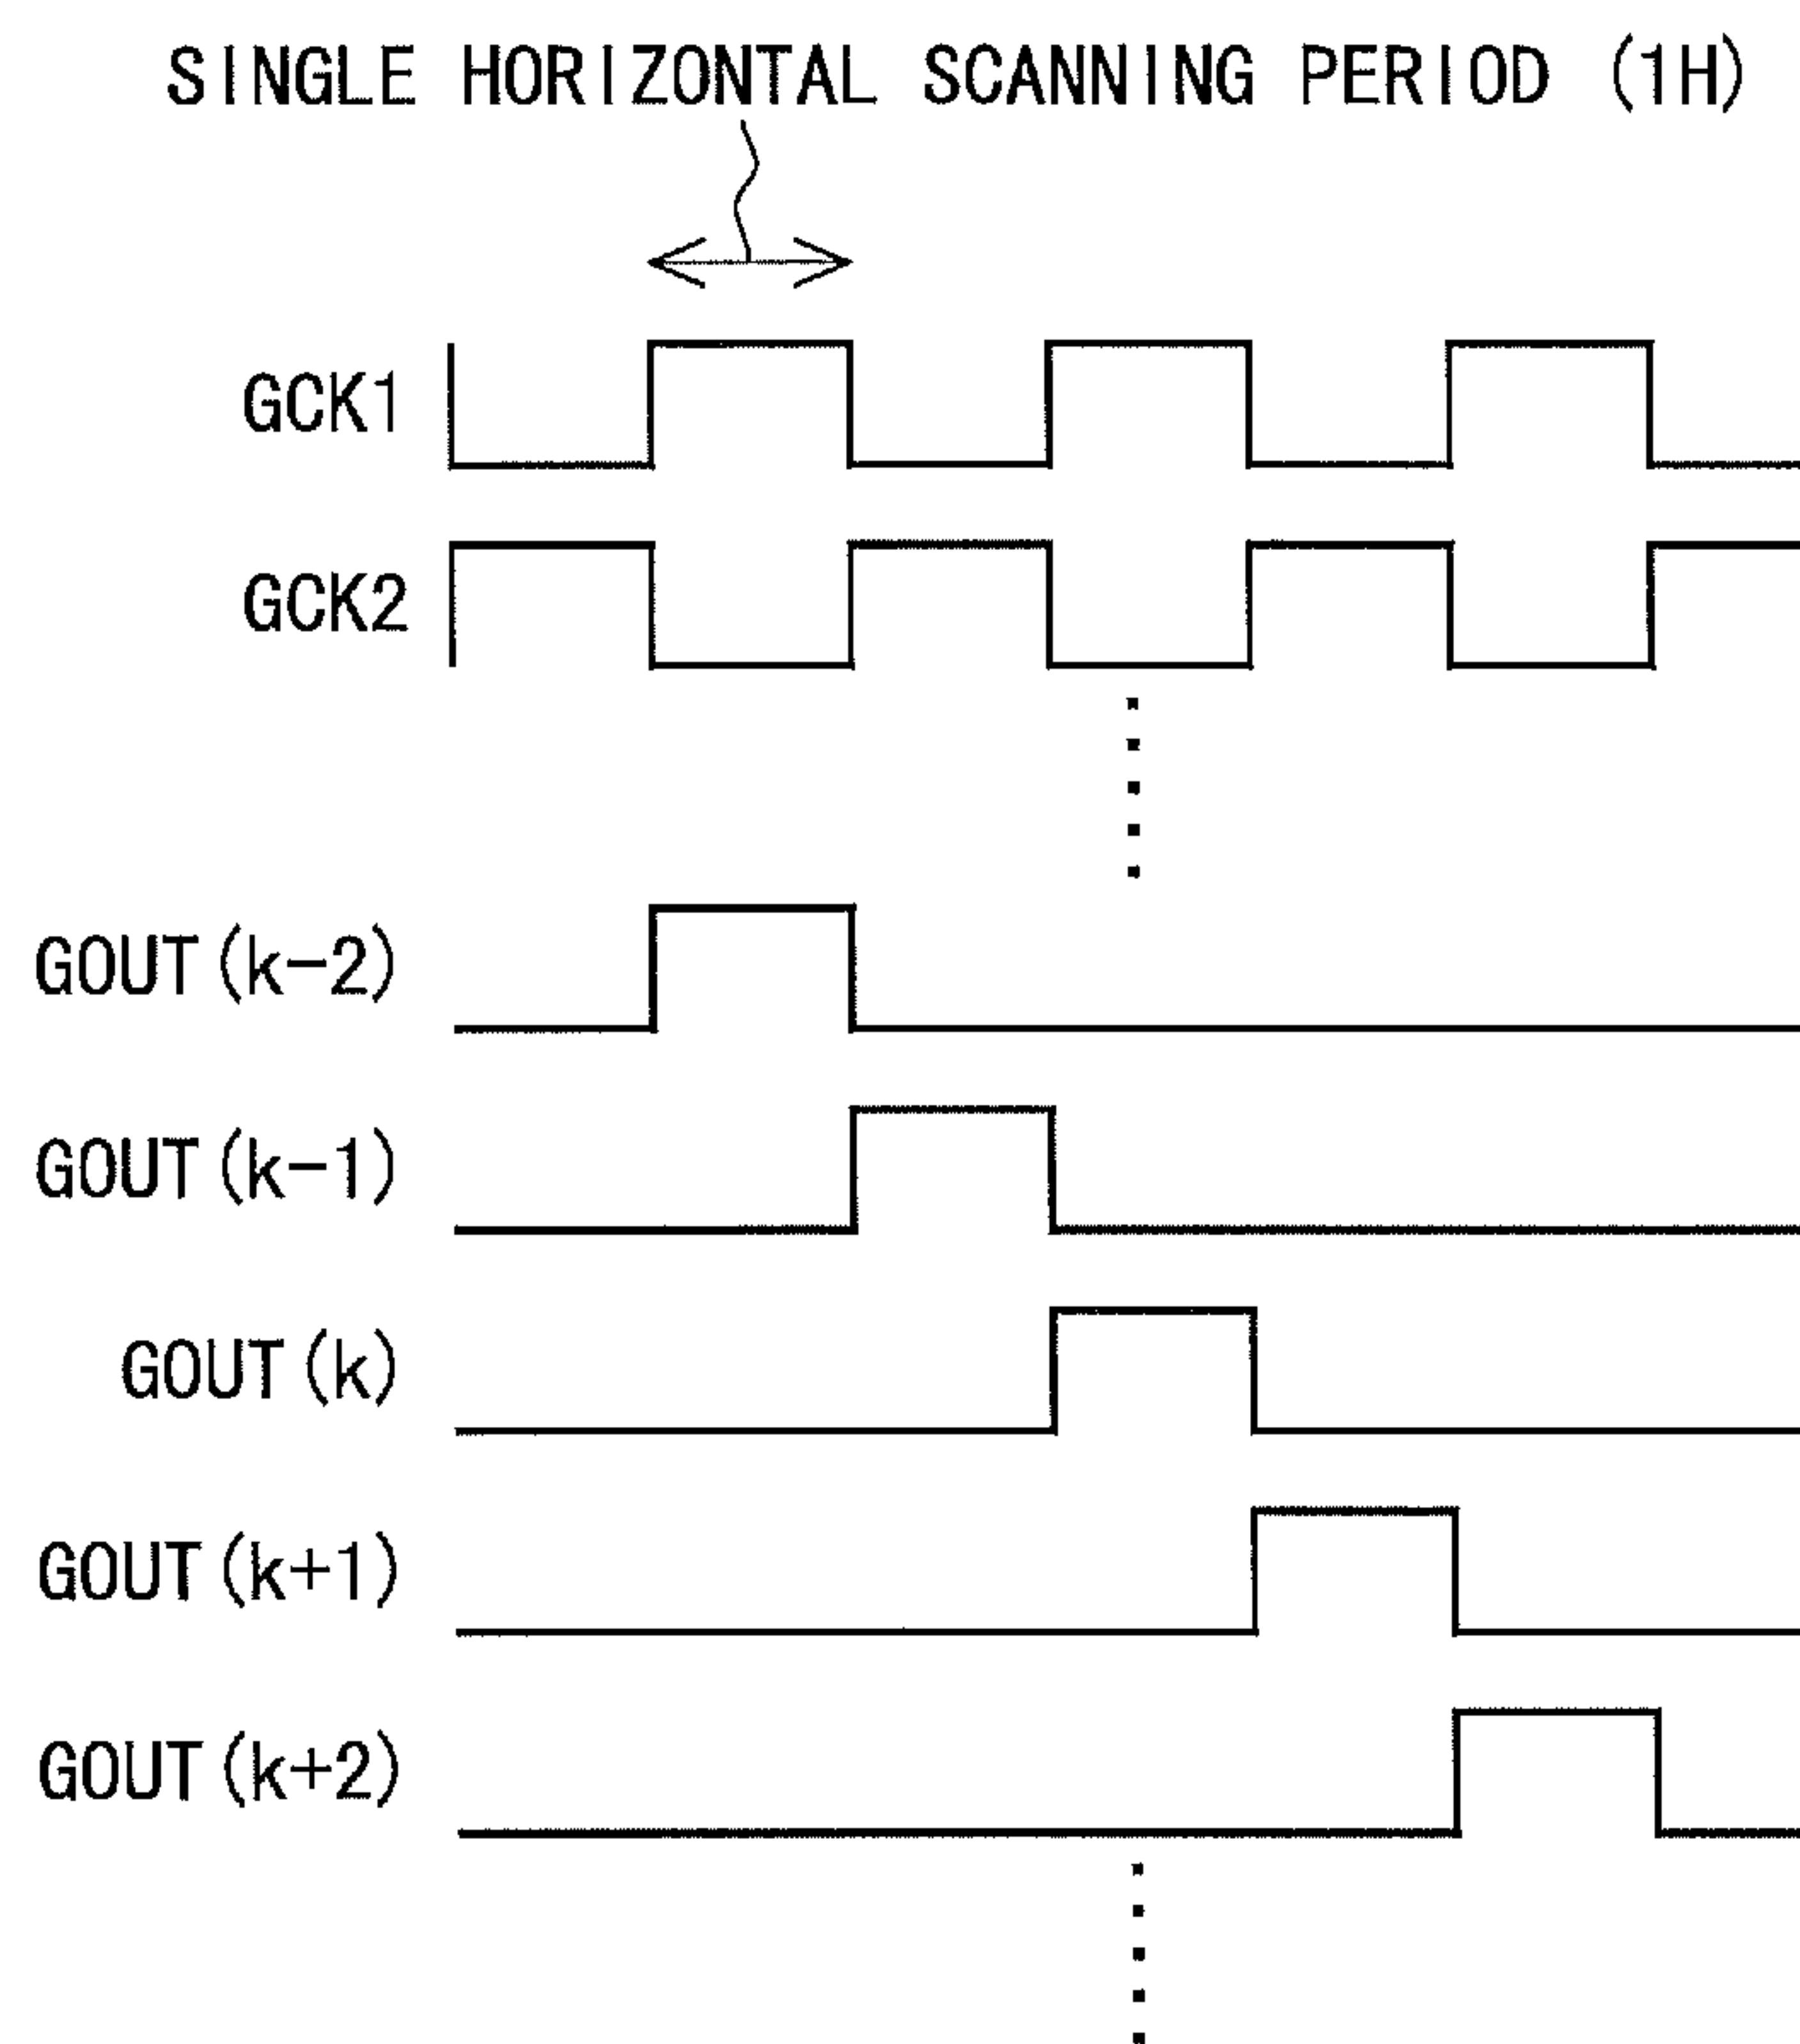 SINGLE HORIZONTAL SCANNING PERIOD (1H)
GCK1
GCK2
GOUT(k-2)
GOUT(k-1)
GOUT(k)
GOUT(k+1)
GOUT(k+2)